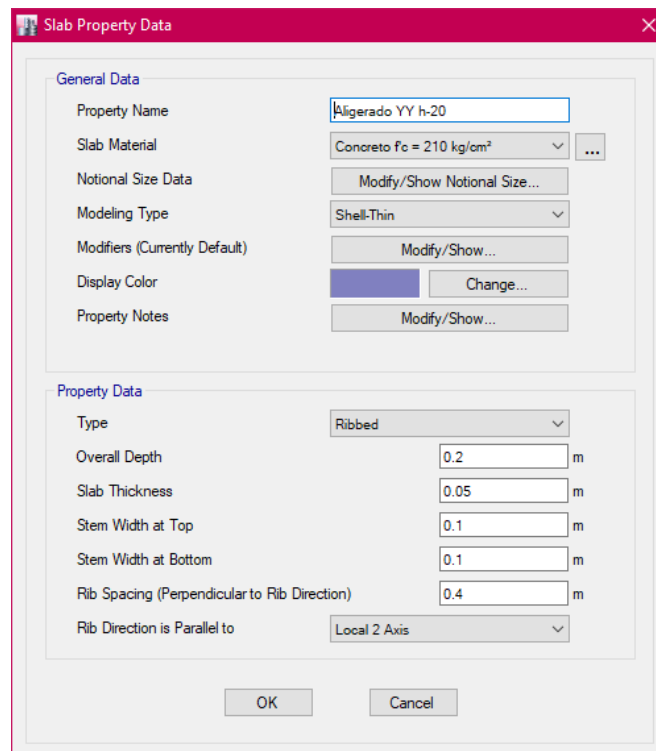 Slab Property Data
General Data
Property Name Aligerado YY h-20
Slab Material Concreto f'c = 210 kg/cm² ...
Notional Size Data Modify/Show Notional Size...
Modeling Type Shell-Thin
Modifiers (Currently Default) Modify/Show...
Display Color Change...
Property Notes Modify/Show...
Property Data
Type Ribbed
Overall Depth 0.2 m
Slab Thickness 0.05 m
Stem Width at Top 0.1 m
Stem Width at Bottom 0.1 m
Rib Spacing (Perpendicular to Rib Direction) 0.4 m
Rib Direction is Parallel to Local 2 Axis
OK Cancel